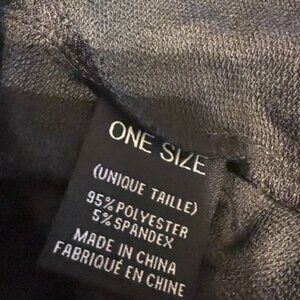 ONE SIZE
(UNIQUE TAILLE)
95% POLYESTER
5% SPANDEX
MADE IN CHINA
FABRIQUÉ EN CHINE